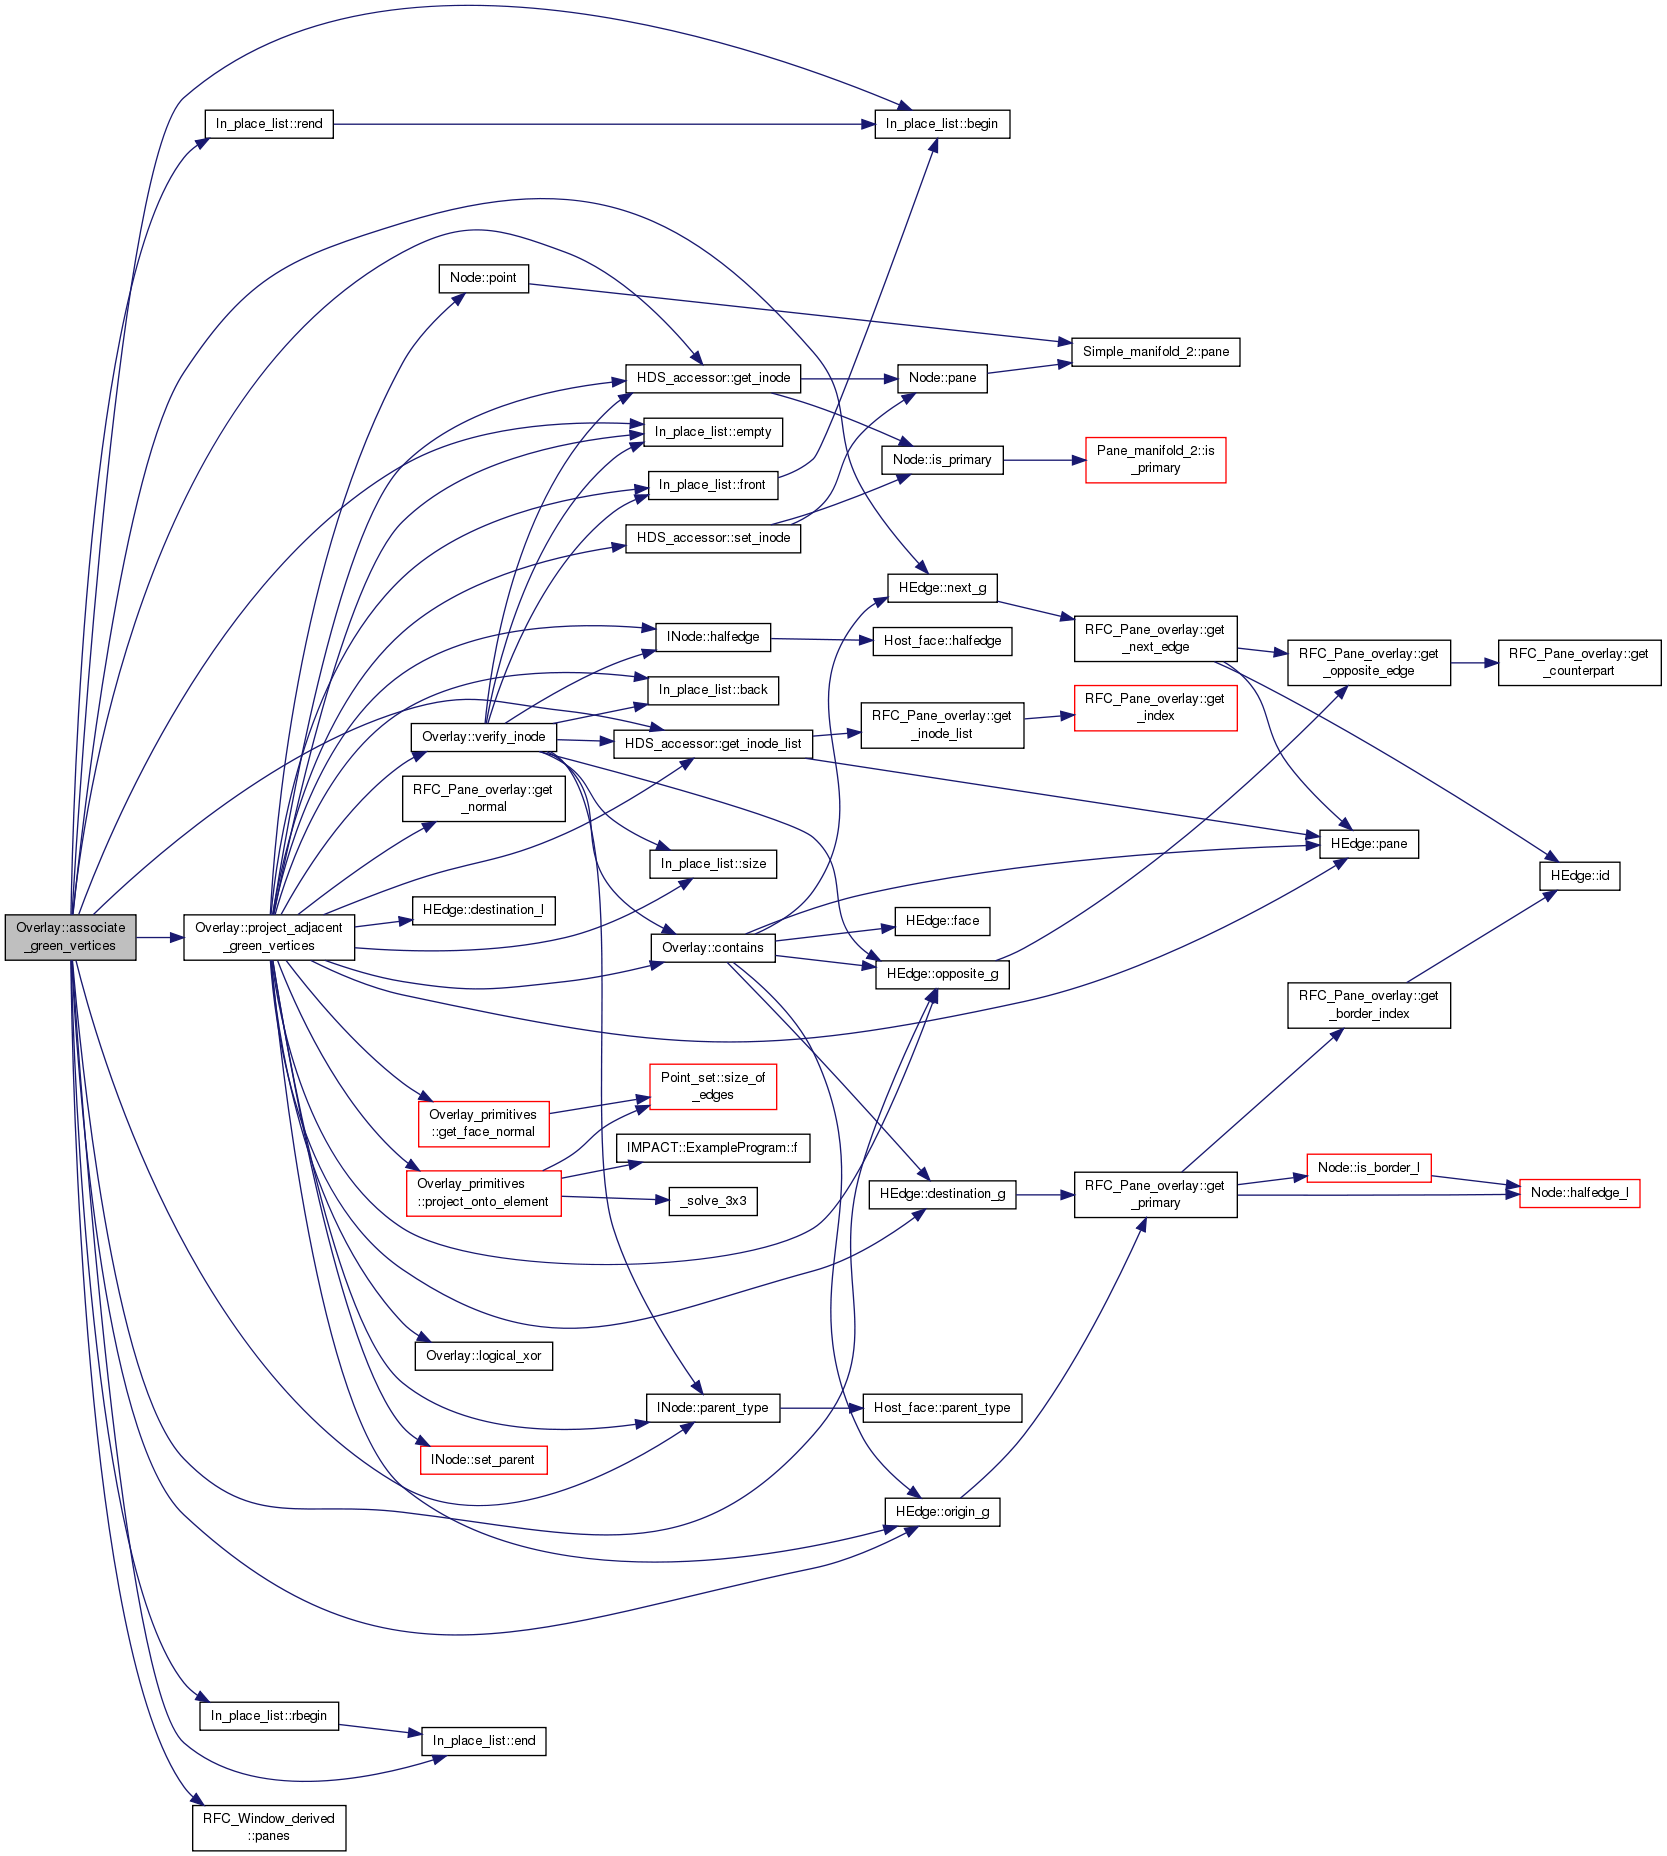 In_place_list::rend
In_place_list::begin
Node::point
Simple_manifold_2::pane
HDS_accessor::get_inode
Node::pane
In_place_list::empty
Node::is_primary
Pane_manifold_2::is
_primary
In_place_list::front
HDS_accessor::set_inode
HEdge::next_g
RFC_Pane_overlay::get
_next_edge
INode::halfedge
Host_face::halfedge
RFC_Pane_overlay::get
_opposite_edge
RFC_Pane_overlay::get
_counterpart
In_place_list::back
RFC_Pane_overlay::get
_inode_list
RFC_Pane_overlay::get
_index
Overlay::verify_inode
HDS_accessor::get_inode_list
RFC_Pane_overlay::get
_normal
HEdge::pane
In_place_list::size
HEdge::id
Overlay::associate
_green_vertices
Overlay::project_adjacent
_green_vertices
HEdge::destination_l
HEdge::face
Overlay::contains
HEdge::opposite_g
RFC_Pane_overlay::get
_border_index
Point_set::size_of
_edges
Overlay_primitives
::get_face_normal
IMPACT::ExampleProgram::f
Overlay_primitives
::project_onto_element
_solve_3x3
HEdge::destination_g
RFC_Pane_overlay::get
_primary
Node::is_border_l
Node::halfedge_l
Overlay::logical_xor
INode::parent_type
Host_face::parent_type
INode::set_parent
HEdge::origin_g
In_place_list::rbegin
In_place_list::end
RFC_Window_derived
::panes